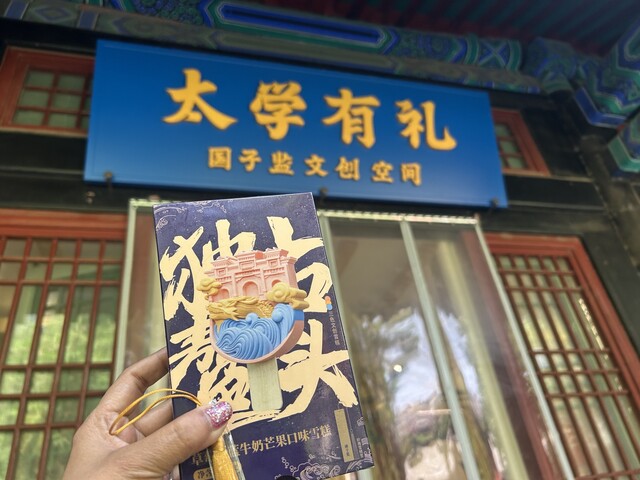 太学有礼
国子监文创空间
独占
鳌头
牛奶芒果口味雪糕